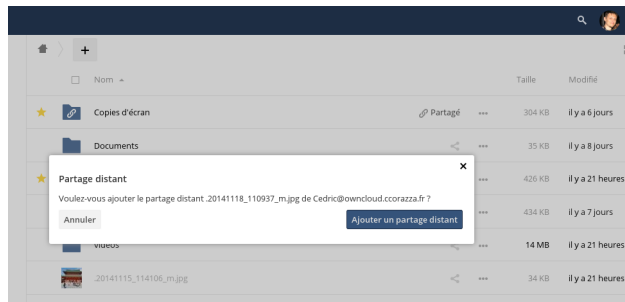 +
Nom
Taille
Modifié
Copies d'écran
Partagé
304 KB
il y a 6 jours
Documents
35 KB
il y a 8 jours
426 KB
il y a 21 heures
Partage distant
Voulez-vous ajouter le partage distant .20141118_110937_m.jpg de Cedric@owncloud.ccorazza.fr ?
Annuler
Ajouter un partage distant
434 KB
il y a 7 jours
14 MB
il y a 21 heures
.20141115_114106_m.jpg
34 KB
il y a 21 heures